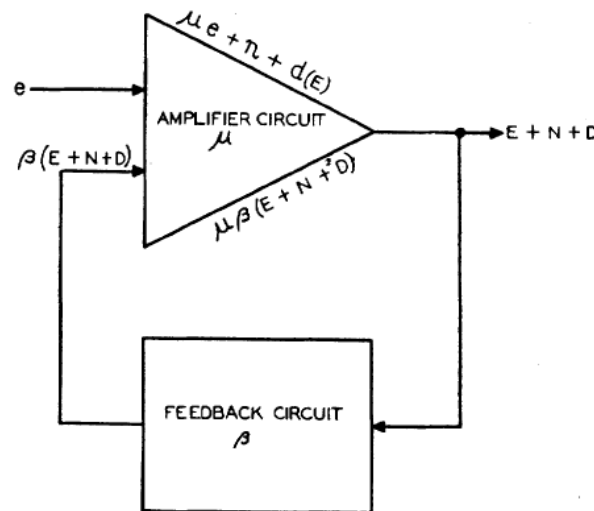 μe + n + d(E)
e
AMPLIFIER CIRCUIT
μ
E + N + D
β(E+N+D)
μβ(E + N + D)
FEEDBACK CIRCUIT
β